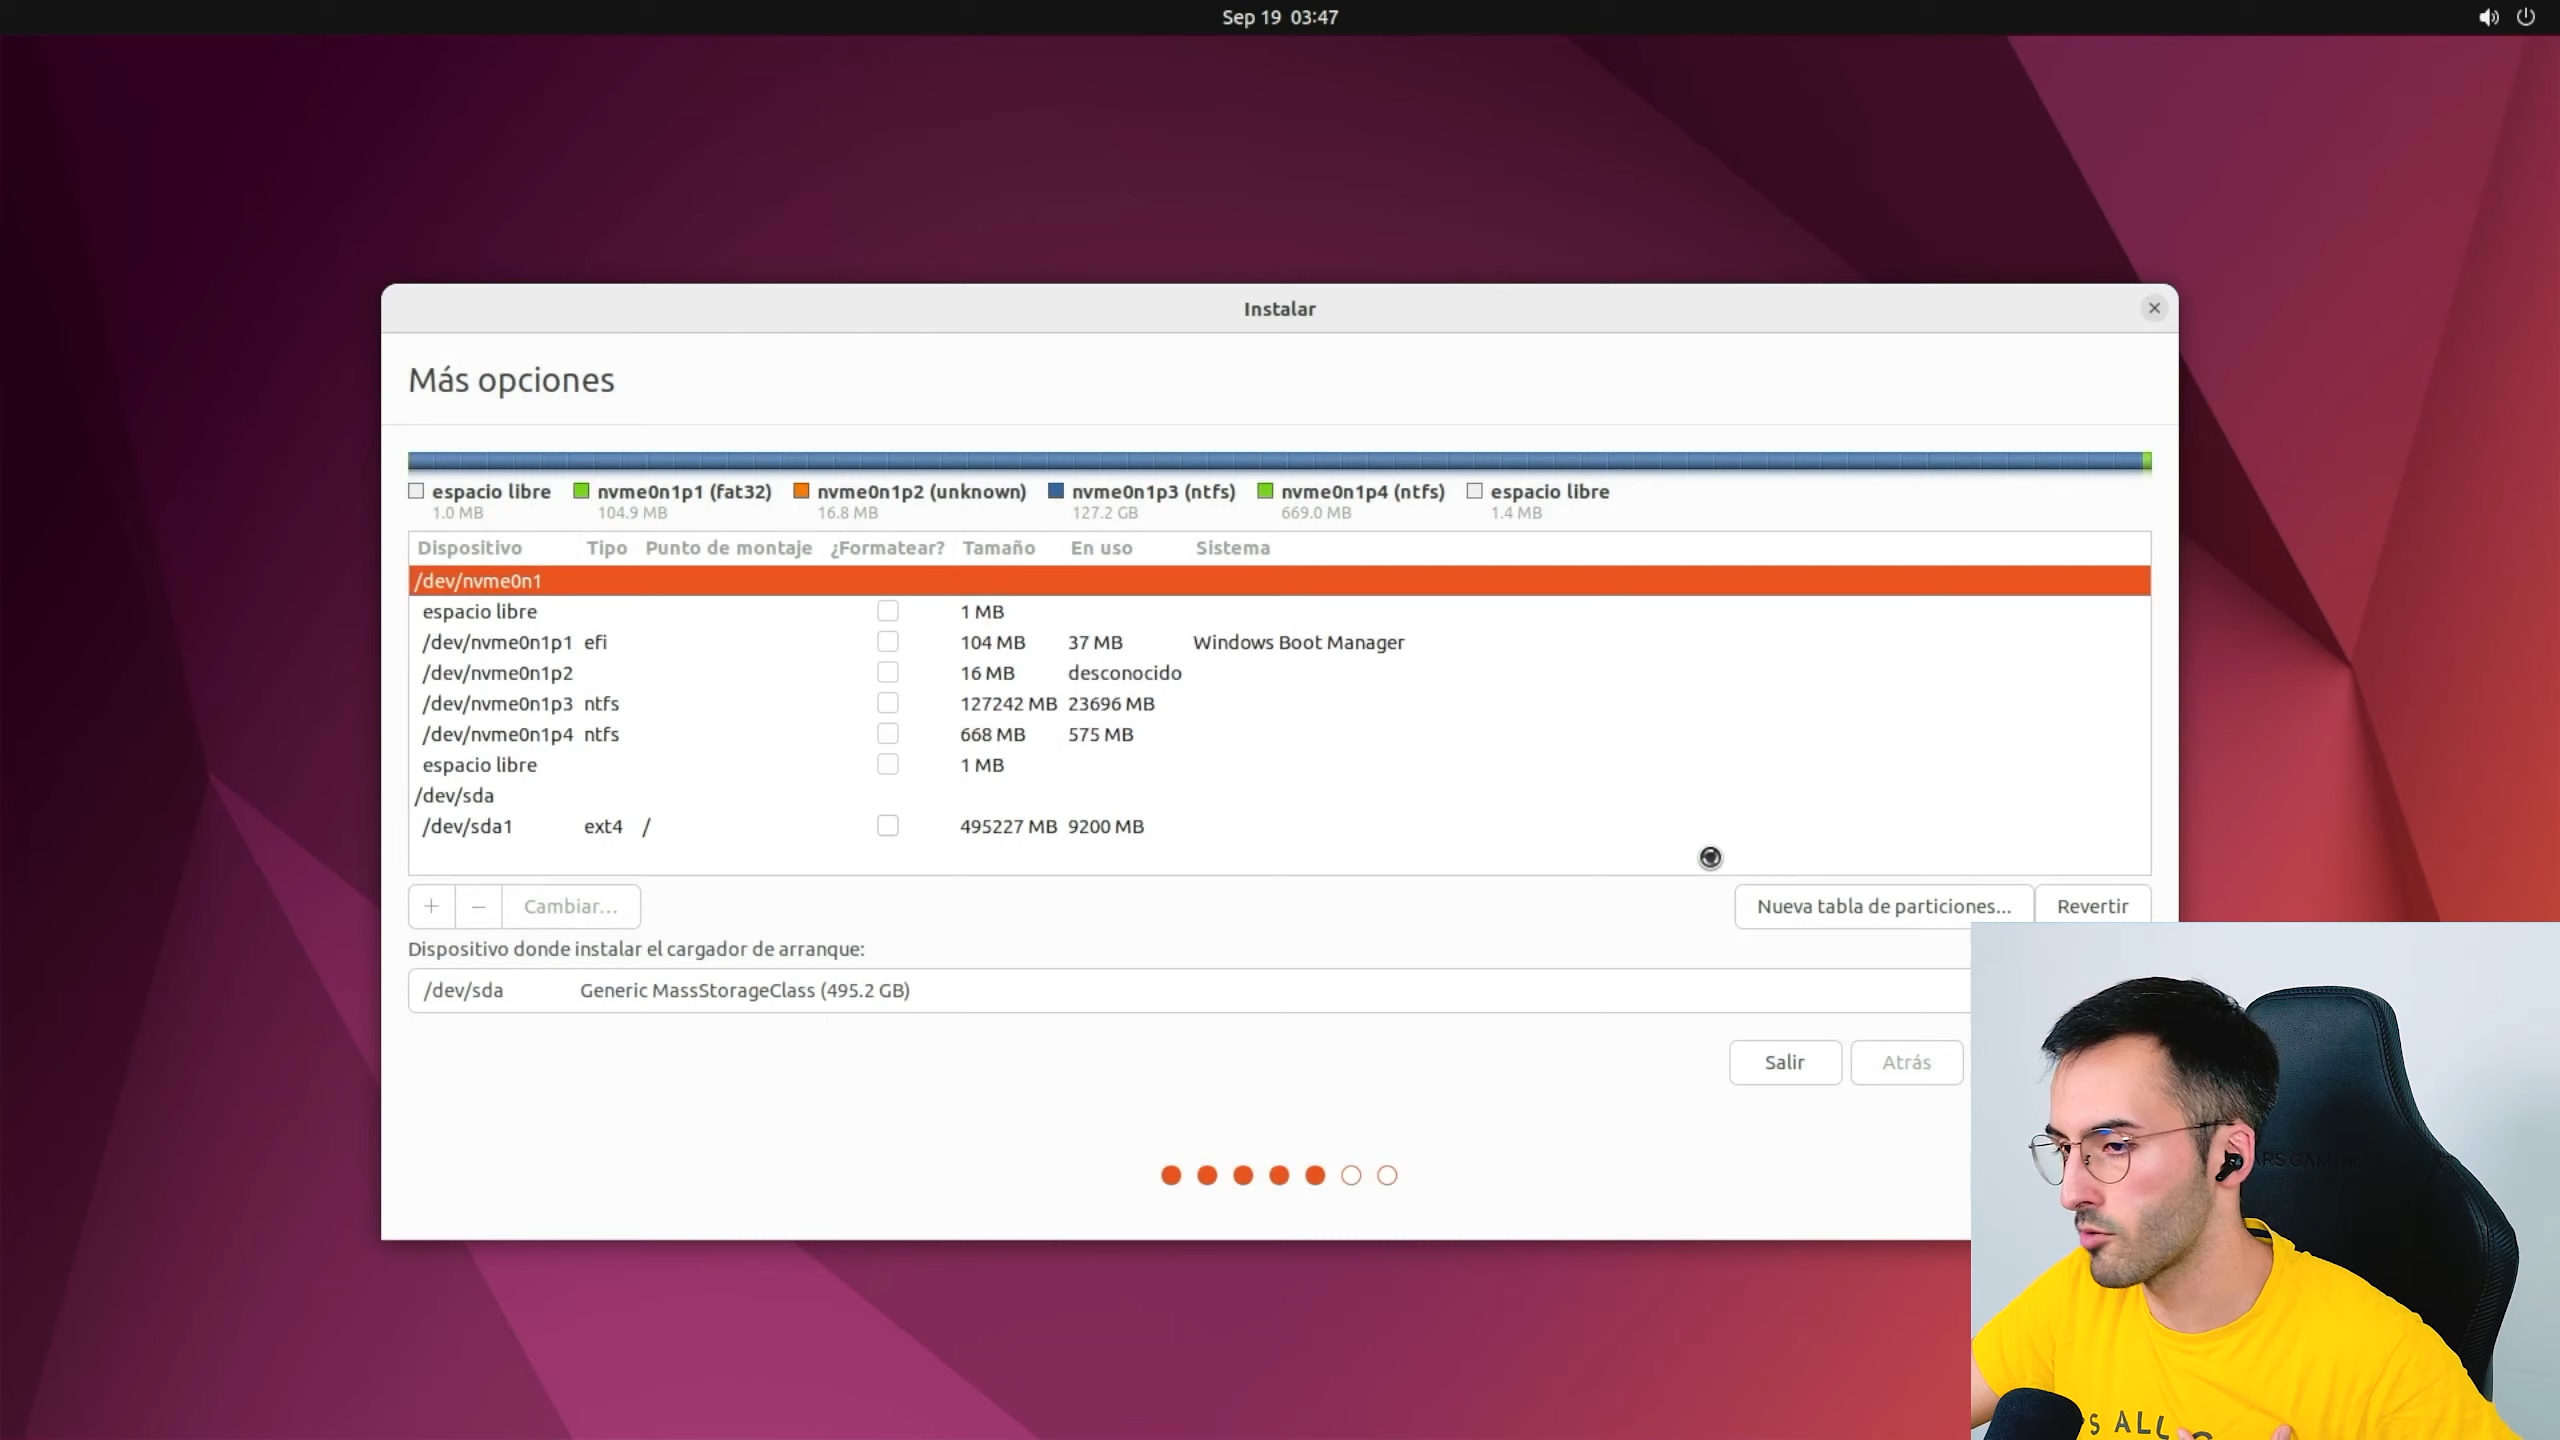 Sep 19 03:47
Instalar
Más opciones
espacio libre nvme0n1p1 (fat32) nvme0n1p2 (unknown) nvme0n1p3 (ntfs) nvme0n1p4 (ntfs) espacio libre
1.0 MB 104.9 MB 16.8 MB 127.2 GB 669.0 MB 1.4 MB
Dispositivo Tipo Punto de montaje ¿Formatear? Tamaño En uso Sistema
/dev/nvme0n1
espacio libre 1 MB
/dev/nvme0n1p1 efi 104 MB 37 MB Windows Boot Manager
/dev/nvme0n1p2 16 MB desconocido
/dev/nvme0n1p3 ntfs 127242 MB 23696 MB
/dev/nvme0n1p4 ntfs 668 MB 575 MB
espacio libre 1 MB
/dev/sda
/dev/sda1 ext4 / 495227 MB 9200 MB
+ − Cambiar... Nueva tabla de particiones... Revertir
Dispositivo donde instalar el cargador de arranque:
/dev/sda Generic MassStorageClass (495.2 GB)
Salir Atrás
ALL